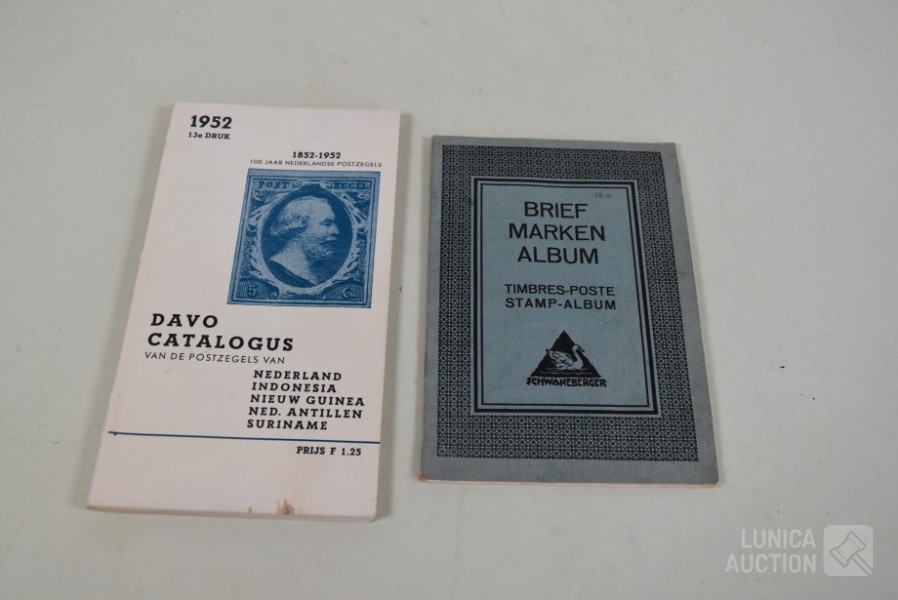 1952
13e DRUK
1852-1952
100 JAAR NEDERLANDSE POSTZEGELS
POST ZEGEL
5 C.
DAVO
CATALOGUS
VAN DE POSTZEGELS VAN
NEDERLAND
INDONESIA
NIEUW GUINEA
NED. ANTILLEN
SURINAME
PRIJS F 1.25
BRIEF
MARKEN
ALBUM
TIMBRES-POSTE
STAMP-ALBUM
SCHWANEBERGER
LUNICA
AUCTION